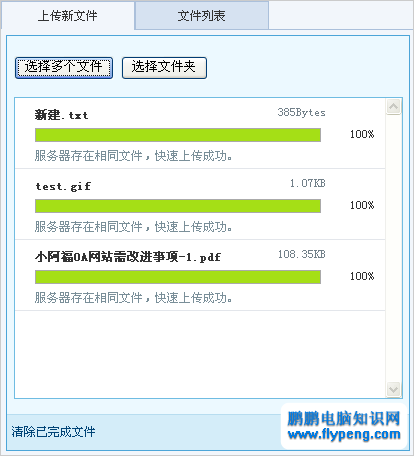 上传新文件 文件列表
选择多个文件 选择文件夹
新建.txt 385Bytes
100%
服务器存在相同文件，快速上传成功。
test.gif 1.07KB
100%
服务器存在相同文件，快速上传成功。
小阿福OA网站需改进事项-1.pdf 108.35KB
100%
服务器存在相同文件，快速上传成功。
清除已完成文件
鹏鹏电脑知识网
www.flypeng.com